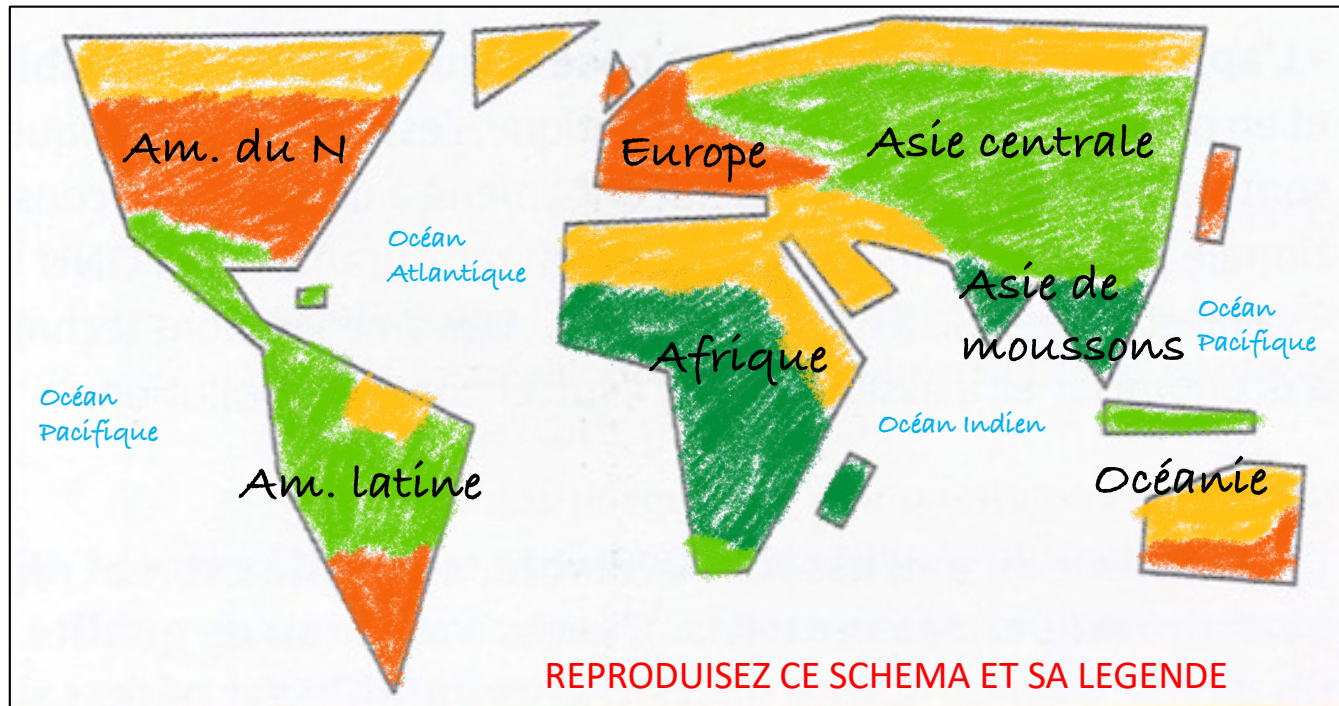 Am. du N
Europe
Asie centrale
Océan
Atlantique
Asie de
moussons
Océan
Pacifique
Afrique
Océan
Pacifique
Océan Indien
Am. latine
Océanie
REPRODUISEZ CE SCHEMA ET SA LEGENDE